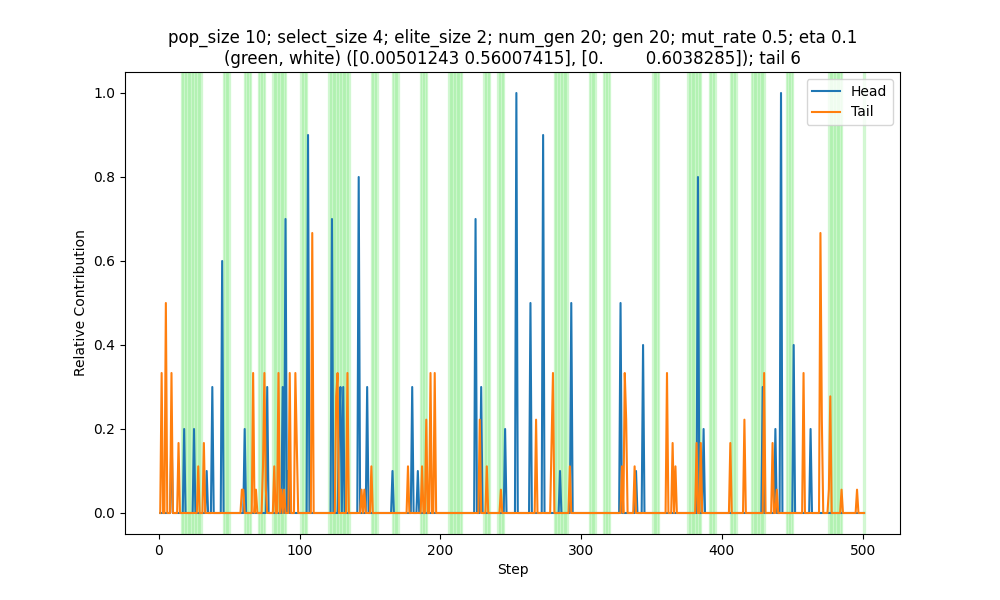 pop_size 10; select_size 4; elite_size 2; num_gen 20; gen 20; mut_rate 0.5; eta 0.1
(green, white) ([0.00501243 0.56007415], [0.        0.6038285]); tail 6
Head
Tail
1.0
0.8
0.6
0.4
0.2
0.0
Relative Contribution
0 100 200 300 400 500
Step